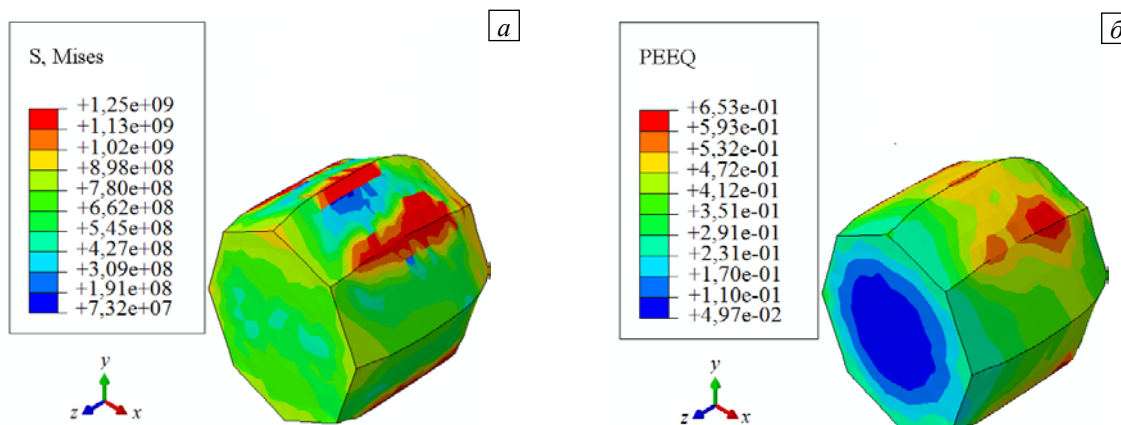 а
S, Mises
+1,25e+09
+1,13e+09
+1,02e+09
+8,98e+08
+7,80e+08
+6,62e+08
+5,45e+08
+4,27e+08
+3,09e+08
+1,91e+08
+7,32e+07
y
z
x
б
PEEQ
+6,53e-01
+5,93e-01
+5,32e-01
+4,72e-01
+4,12e-01
+3,51e-01
+2,91e-01
+2,31e-01
+1,70e-01
+1,10e-01
+4,97e-02
y
z
x